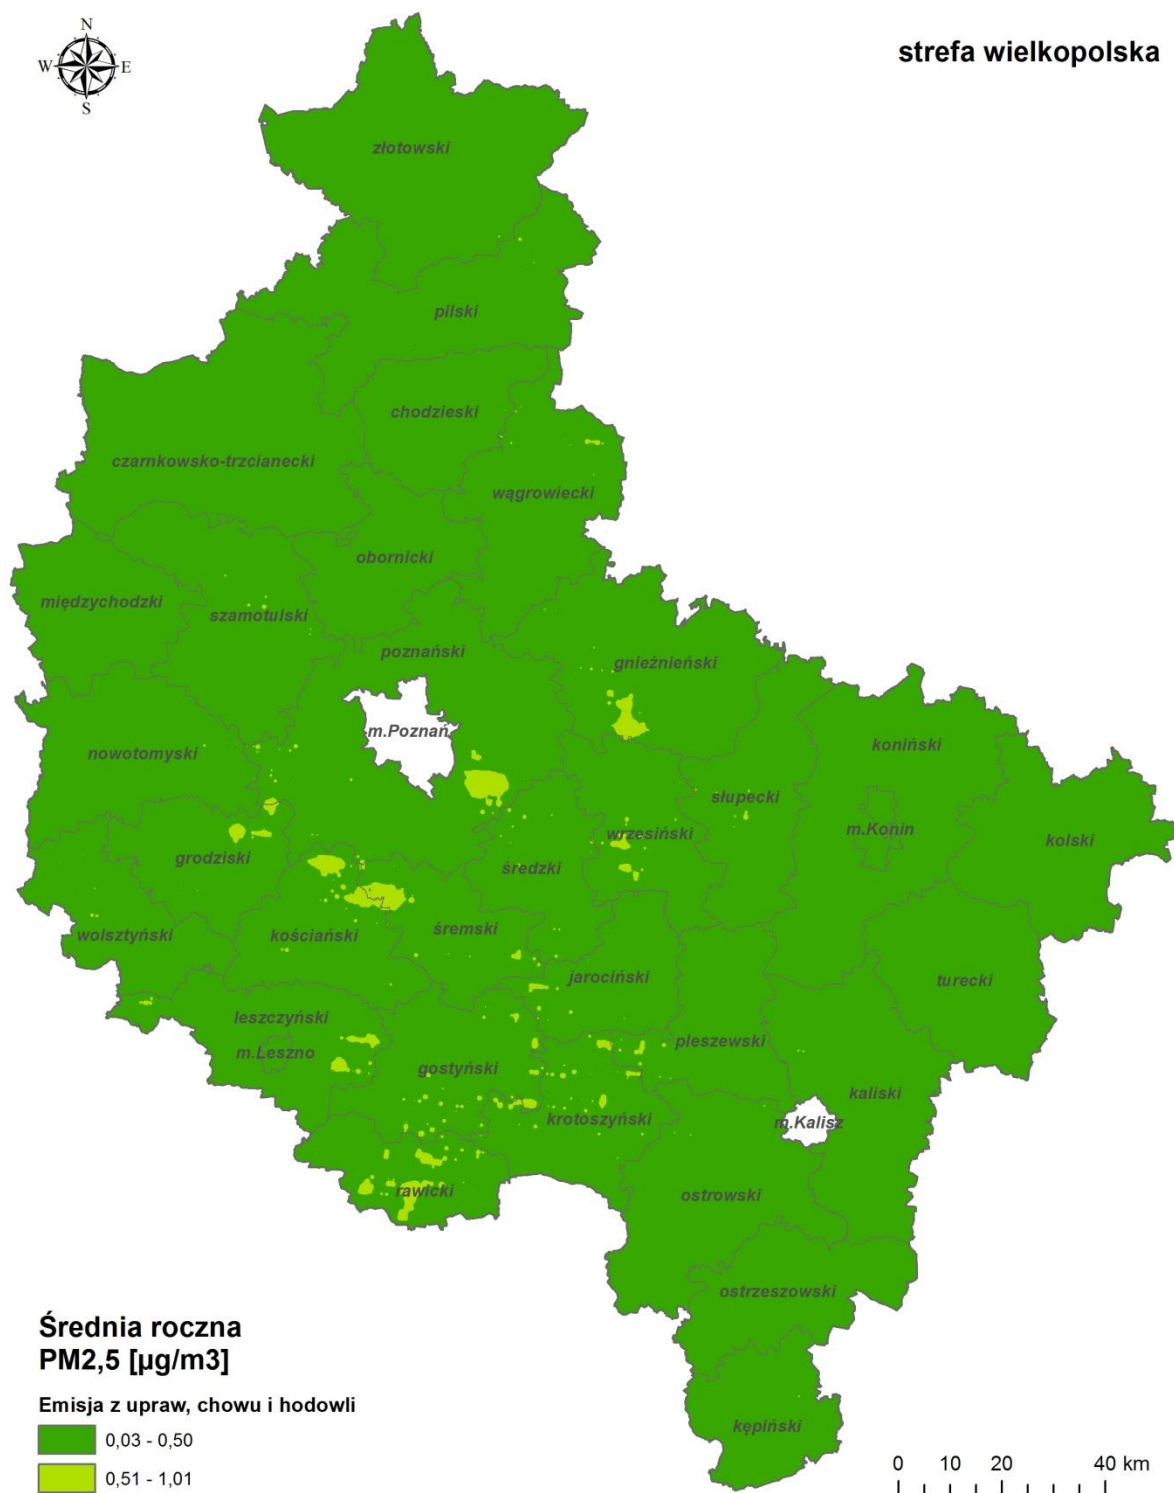 N
strefa wielkopolska
W E
S
złotowski
pilski
chodzieski
czarnkowsko-trzcianecki
wągrowiecki
obornicki
międzychodzki
szamotulski
poznański
gnieźnieński
m.Poznań
koniński
nowotomyski
słupecki
m.Konin
wrzesiński
kolski
grodziski
średzki
wolsztyński
kościański
śremski
jarociński
turecki
leszczyński
m.Leszno
pleszewski
gostyński
kaliski
krotoszyński
m.Kalisz
rawicki
ostrowski
ostrzeszowski
Średnia roczna
PM2,5 [µg/m3]
Emisja z upraw, chowu i hodowli
kępiński
0,03 - 0,50
0 10 20 40 km
0,51 - 1,01